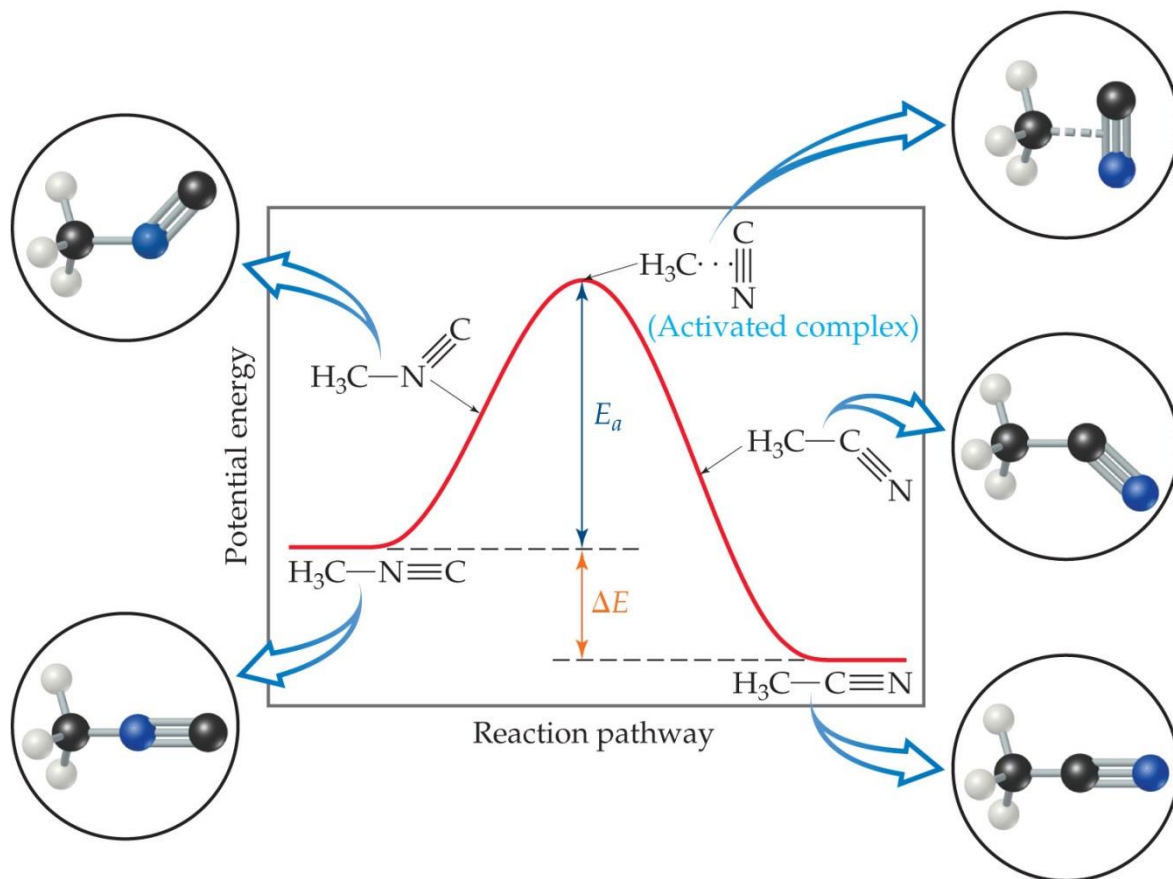 C
H₃C· · ·|||
N
(Activated complex)
C
H₃C—N≡
Eₐ
H₃C—C
≡N
Potential energy
H₃C—N≡C
ΔE
H₃C—C≡N
Reaction pathway